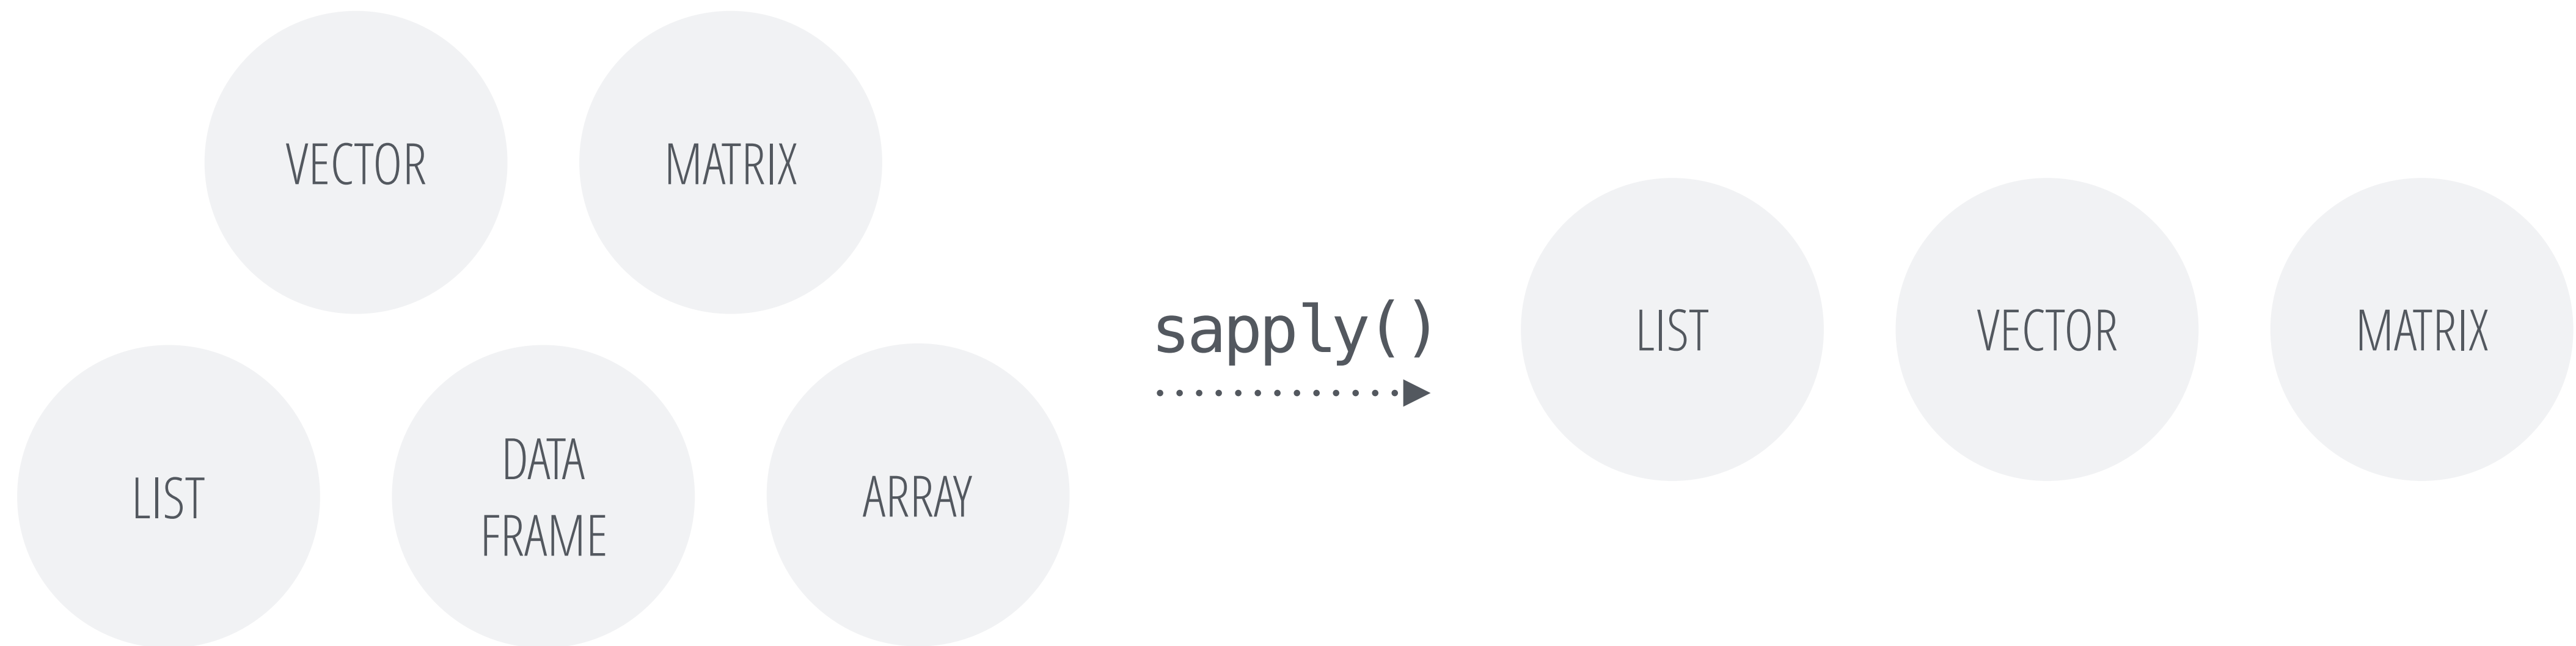 VECTOR
MATRIX
LIST
DATA
FRAME
ARRAY
sapply()
LIST
VECTOR
MATRIX